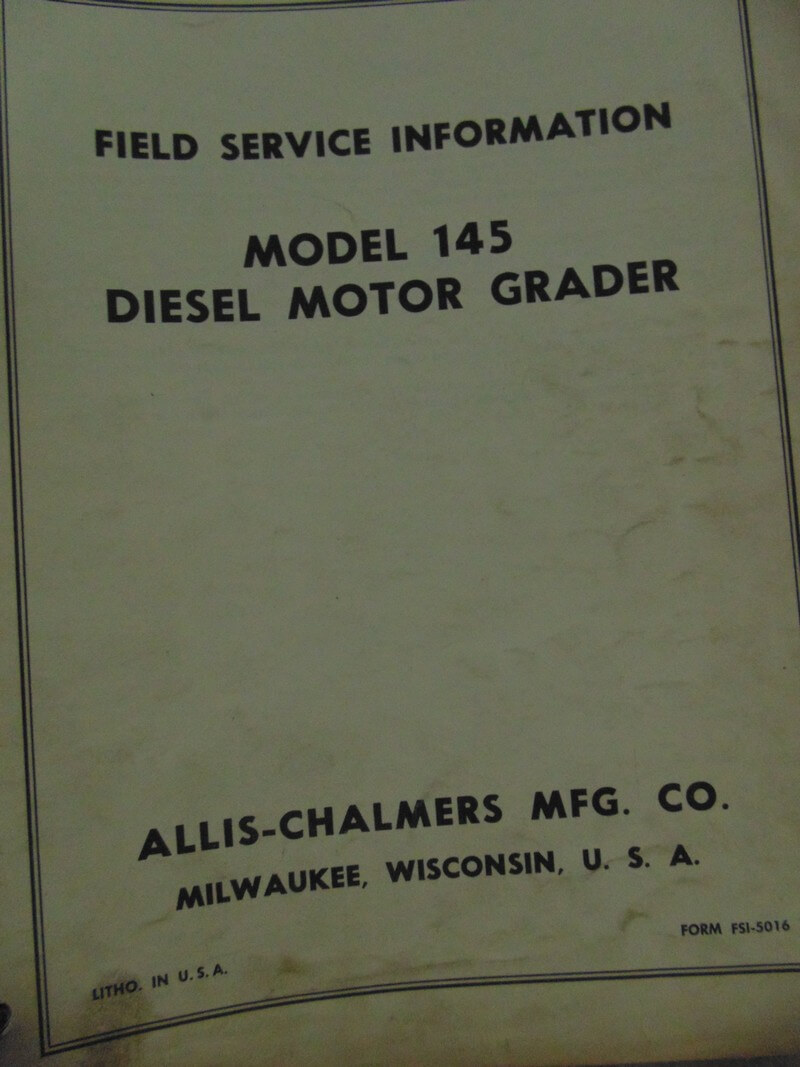 FIELD SERVICE INFORMATION
MODEL 145
DIESEL MOTOR GRADER
ALLIS-CHALMERS MFG. CO.
MILWAUKEE, WISCONSIN, U. S. A.
FORM FSI-5016
LITHO. IN U.S.A.